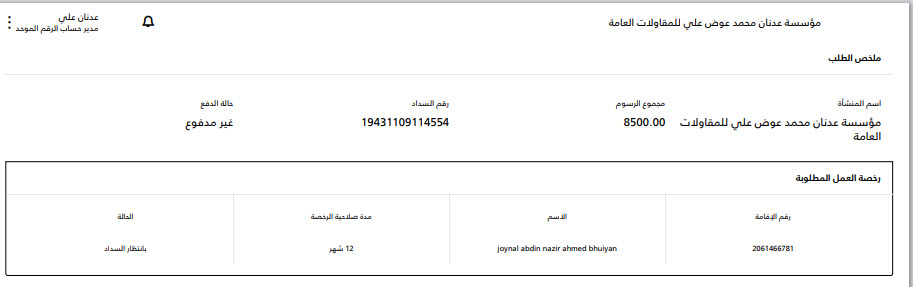 مؤسسة عدنان محمد عوض علي للمقاولات العامة
عدنان علي
مدير حساب الرقم الموحد
ملخص الطلب
اسم المنشأة
مجموع الرسوم
رقم السداد
حالة الدفع
مؤسسة عدنان محمد عوض علي للمقاولات
العامة
8500.00
19431109114554
غير مدفوع
رخصة العمل المطلوبة
رقم الإقامة
الاسم
مدة صلاحية الرخصة
الحالة
2061466781
joynal abdin nazir ahmed bhuiyan
12 شهر
بانتظار السداد